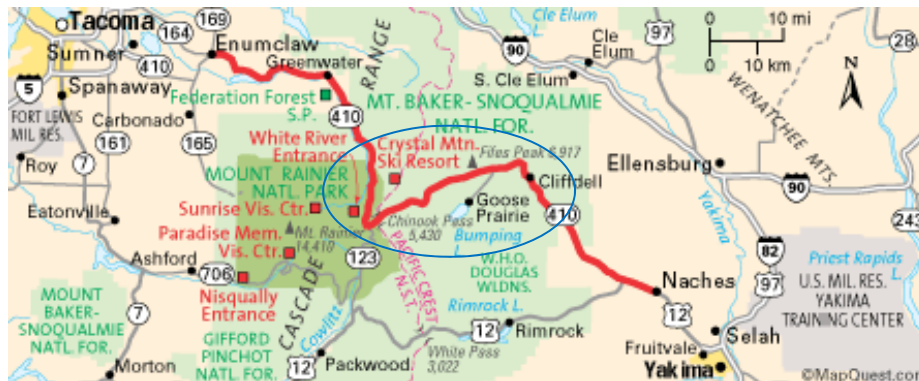 Tacoma
169
164
Enumclaw
Sumner
410
Greenwater
RANGE
5
Spanaway
Federation Forest
S.P.
FORT LEWIS
MIL. RES.
Carbonado
165
161
410
White River
Entrance
Crystal Mtn.
Ski Resort
MT. BAKER- SNOQUALMIE
NATL. FOR.
Cle Elum L.
90
97
Cle
Elum
S. Cle Elum
0 10 mi
0 10 km
284
WENATCHEE MTS.
Ellensburg
90
Roy
7
MOUNT RAINER
NATL. PARK
Fifes Peak 6,917
Cliffdell
Goose
Prairie
410
Yakima
243
Eatonville
Sunrise Vis. Ctr.
Paradise Mem.
Vis. Ctr.
Mt. Rainier
14,410
Chinook Pass
5,430
Bumping
L.
82
Priest Rapids
L.
Ashford
706
123
PACIFIC CREST
N.S.T.
W.H.O.
DOUGLAS
WLDNS.
Naches
97
U.S. MIL. RES.
YAKIMA
TRAINING CENTER
Nisqually
Entrance
CASCADE
Cowlitz
Rimrock L.
12
Rimrock
12
Selah
MOUNT
BAKER-
SNOQUALMIE
NATL. FOR.
7
GIFFORD
PINCHOT
NATL. FOR.
12
Packwood
White Pass
3,022
Fruitvale
Yakima
Morton
©MapQuest.com